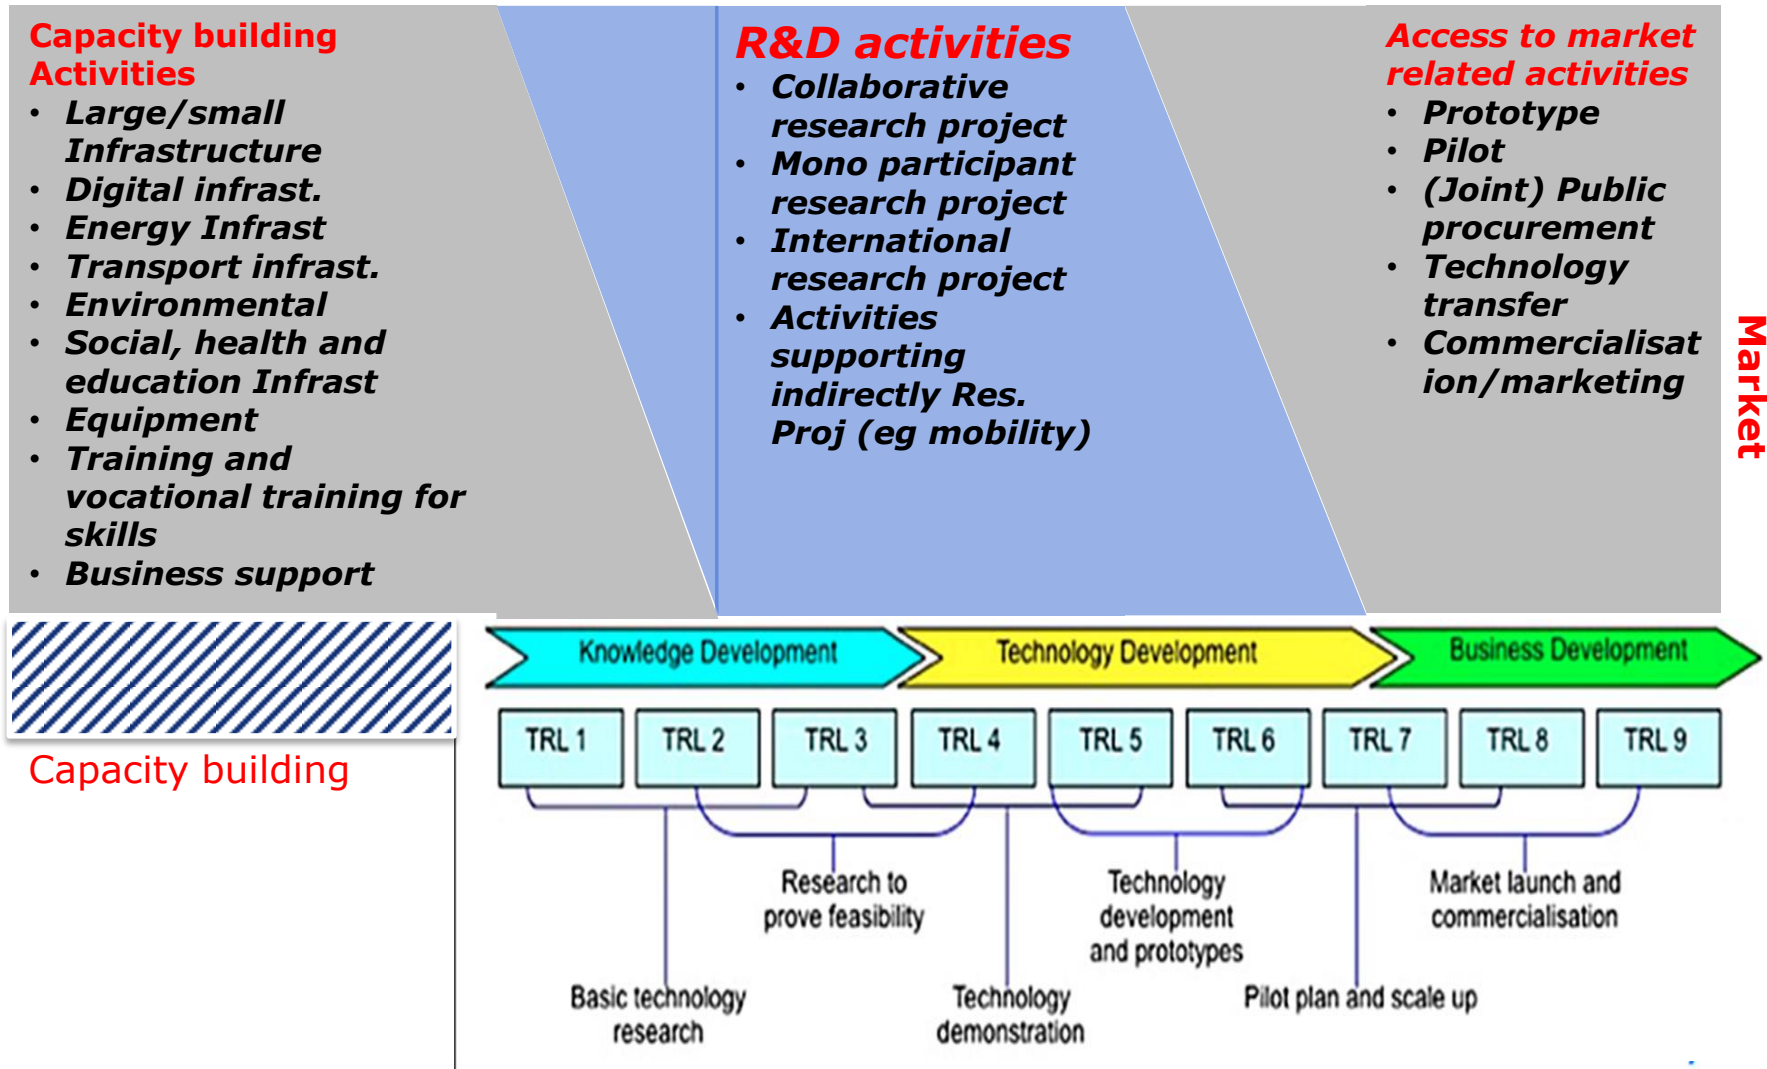 Capacity building
Activities
• Large/small
Infrastructure
• Digital infrast.
• Energy Infrast
• Transport infrast.
• Environmental
• Social, health and
education Infrast
• Equipment
• Training and
vocational training for
skills
• Business support
R&D activities
• Collaborative
research project
• Mono participant
research project
• International
research project
• Activities
supporting
indirectly Res.
Proj (eg mobility)
Access to market
related activities
• Prototype
• Pilot
• (Joint) Public
procurement
• Technology
transfer
• Commercialisat
ion/marketing
Market
Capacity building
Knowledge Development
Technology Development
Business Development
TRL 1
TRL 2
TRL 3
TRL 4
TRL 5
TRL 6
TRL 7
TRL 8
TRL 9
Research to
prove feasibility
Technology
development
and prototypes
Market launch and
commercialisation
Basic technology
research
Technology
demonstration
Pilot plan and scale up